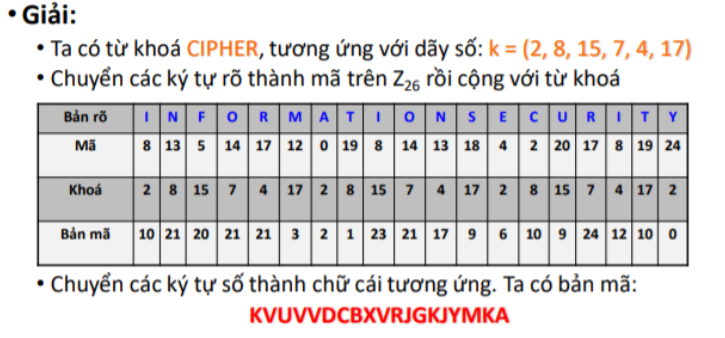 • Giải:
• Ta có từ khoá CIPHER, tương ứng với dãy số: k = (2, 8, 15, 7, 4, 17)
• Chuyển các ký tự rõ thành mã trên Z26 rồi cộng với từ khoá
Bản rõ I N F O R M A T I O N S E C U R I T Y
Mã 8 13 5 14 17 12 0 19 8 14 13 18 4 2 20 17 8 19 24
Khoá 2 8 15 7 4 17 2 8 15 7 4 17 2 8 15 7 4 17 2
Bản mã 10 21 20 21 21 3 2 1 23 21 17 9 6 10 9 24 12 10 0
• Chuyển các ký tự số thành chữ cái tương ứng. Ta có bản mã:
KVUVVDCBXVRJGKJYMKA